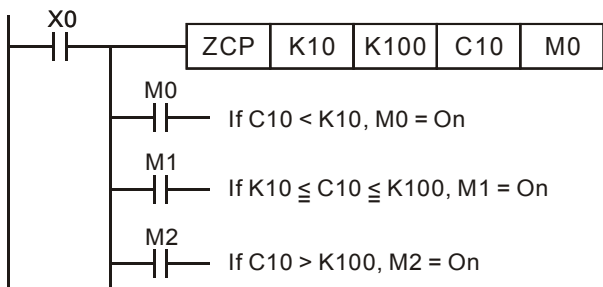 X0
ZCP K10 K100 C10 M0
M0
If C10 < K10, M0 = On
M1
If K10 ≦ C10 ≦ K100, M1 = On
M2
If C10 > K100, M2 = On